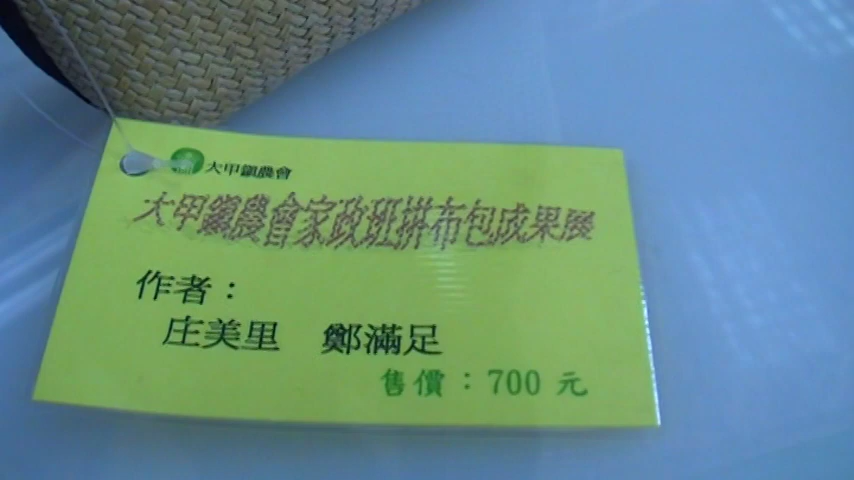 大甲鎮農會
大甲鎮農會家政班拼布包成果展
作者：
庄美里 鄭滿足
售價：700 元